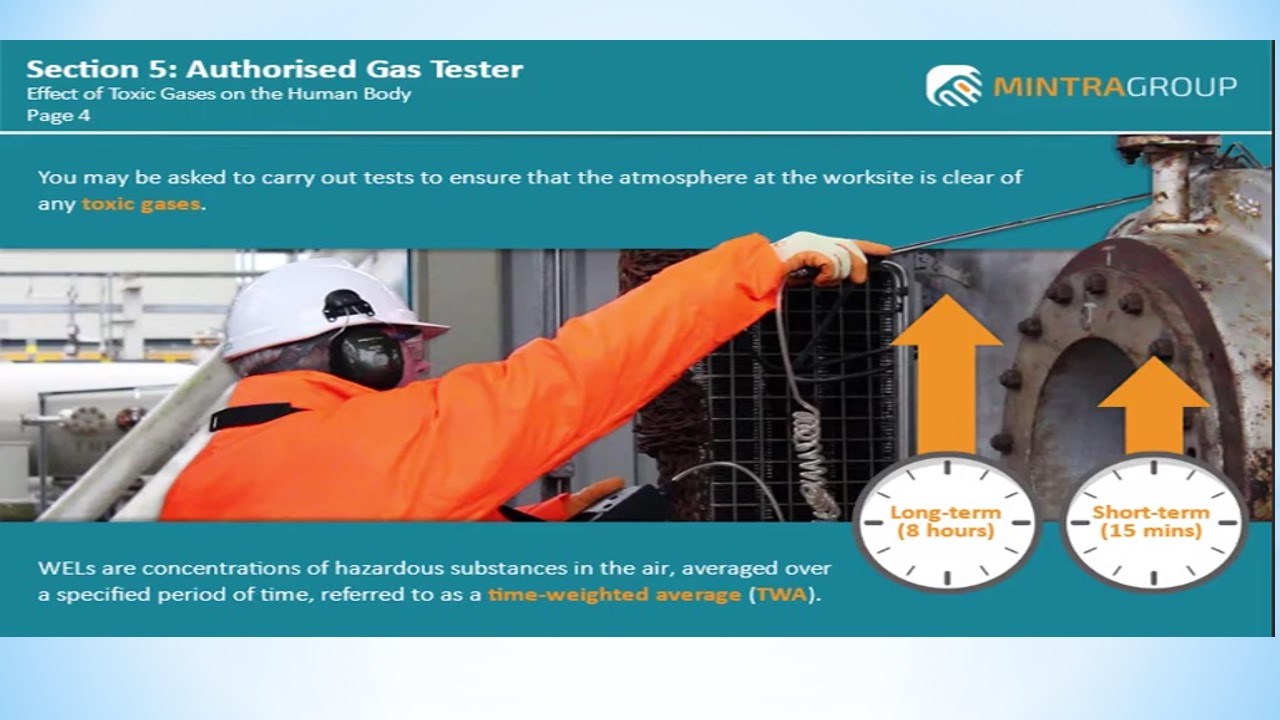 Section 5: Authorised Gas Tester
Effect of Toxic Gases on the Human Body
Page 4
MINTRAGROUP
You may be asked to carry out tests to ensure that the atmosphere at the worksite is clear of
any toxic gases.
Long-term
(8 hours)
Short-term
(15 mins)
WELs are concentrations of hazardous substances in the air, averaged over
a specified period of time, referred to as a time-weighted average (TWA).